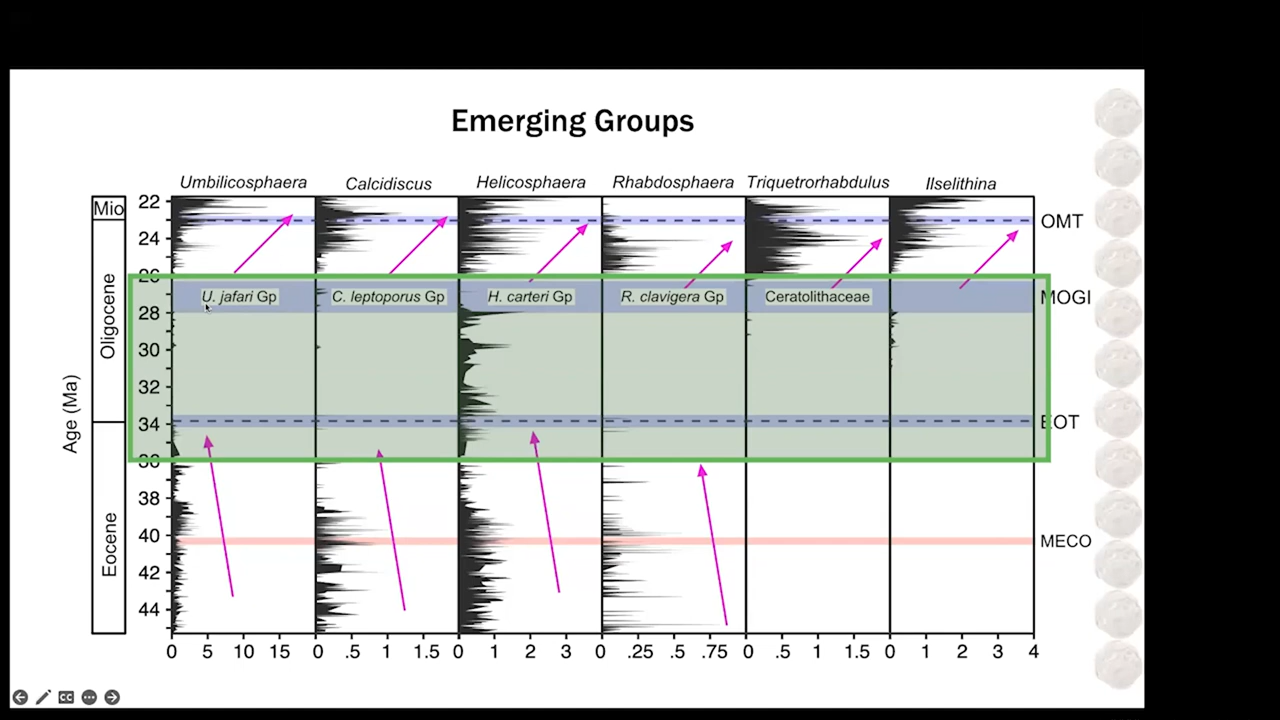 Emerging Groups
Umbilicosphaera Calcidiscus Helicosphaera Rhabdosphaera Triquetrorhabdulus Ilselithina
Mio
Oligocene
Eocene
Age (Ma)
22
24
26
28
30
32
34
36
38
40
42
44
OMT
MOGI
EOT
MECO
U. jafari Gp C. leptoporus Gp H. carteri Gp R. clavigera Gp Ceratolithaceae
0 5 10 15 0 .5 1 1.5 0 1 2 3 0 .25 .5 .75 0 .5 1 1.5 0 1 2 3 4
CC